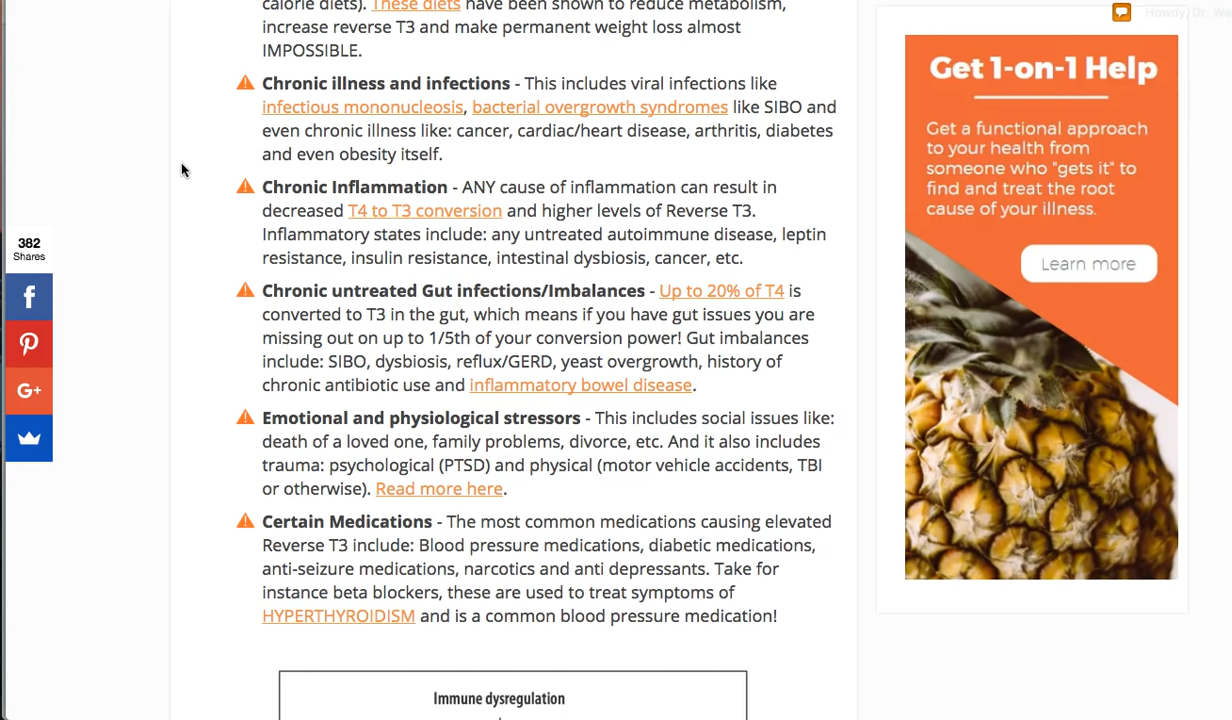 calorie diets). These diets have been shown to reduce metabolism,
increase reverse T3 and make permanent weight loss almost
IMPOSSIBLE.
Chronic illness and infections - This includes viral infections like
infectious mononucleosis, bacterial overgrowth syndromes like SIBO and
even chronic illness like: cancer, cardiac/heart disease, arthritis, diabetes
and even obesity itself.
Chronic Inflammation - ANY cause of inflammation can result in
decreased T4 to T3 conversion and higher levels of Reverse T3.
Inflammatory states include: any untreated autoimmune disease, leptin
resistance, insulin resistance, intestinal dysbiosis, cancer, etc.
Chronic untreated Gut infections/Imbalances - Up to 20% of T4 is
converted to T3 in the gut, which means if you have gut issues you are
missing out on up to 1/5th of your conversion power! Gut imbalances
include: SIBO, dysbiosis, reflux/GERD, yeast overgrowth, history of
chronic antibiotic use and inflammatory bowel disease.
Emotional and physiological stressors - This includes social issues like:
death of a loved one, family problems, divorce, etc. And it also includes
trauma: psychological (PTSD) and physical (motor vehicle accidents, TBI
or otherwise). Read more here.
Certain Medications - The most common medications causing elevated
Reverse T3 include: Blood pressure medications, diabetic medications,
anti-seizure medications, narcotics and anti depressants. Take for
instance beta blockers, these are used to treat symptoms of
HYPERTHYROIDISM and is a common blood pressure medication!
Immune dysregulation
382
Shares
f
G+
Howdy, Dr. We
Get 1-on-1 Help
Get a functional approach
to your health from
someone who "gets it" to
find and treat the root
cause of your illness.
Learn more